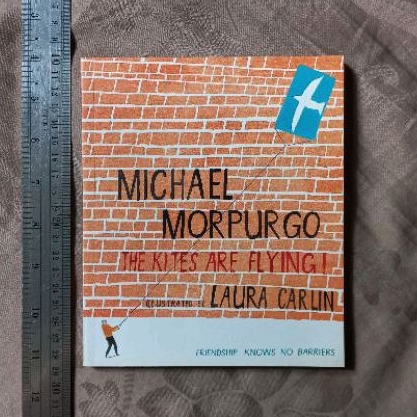 MICHAEL
MORPURGO
THE KITES ARE FLYING!
ILLUSTRATED BY LAURA CARLIN
FRIENDSHIP KNOWS NO BARRIERS